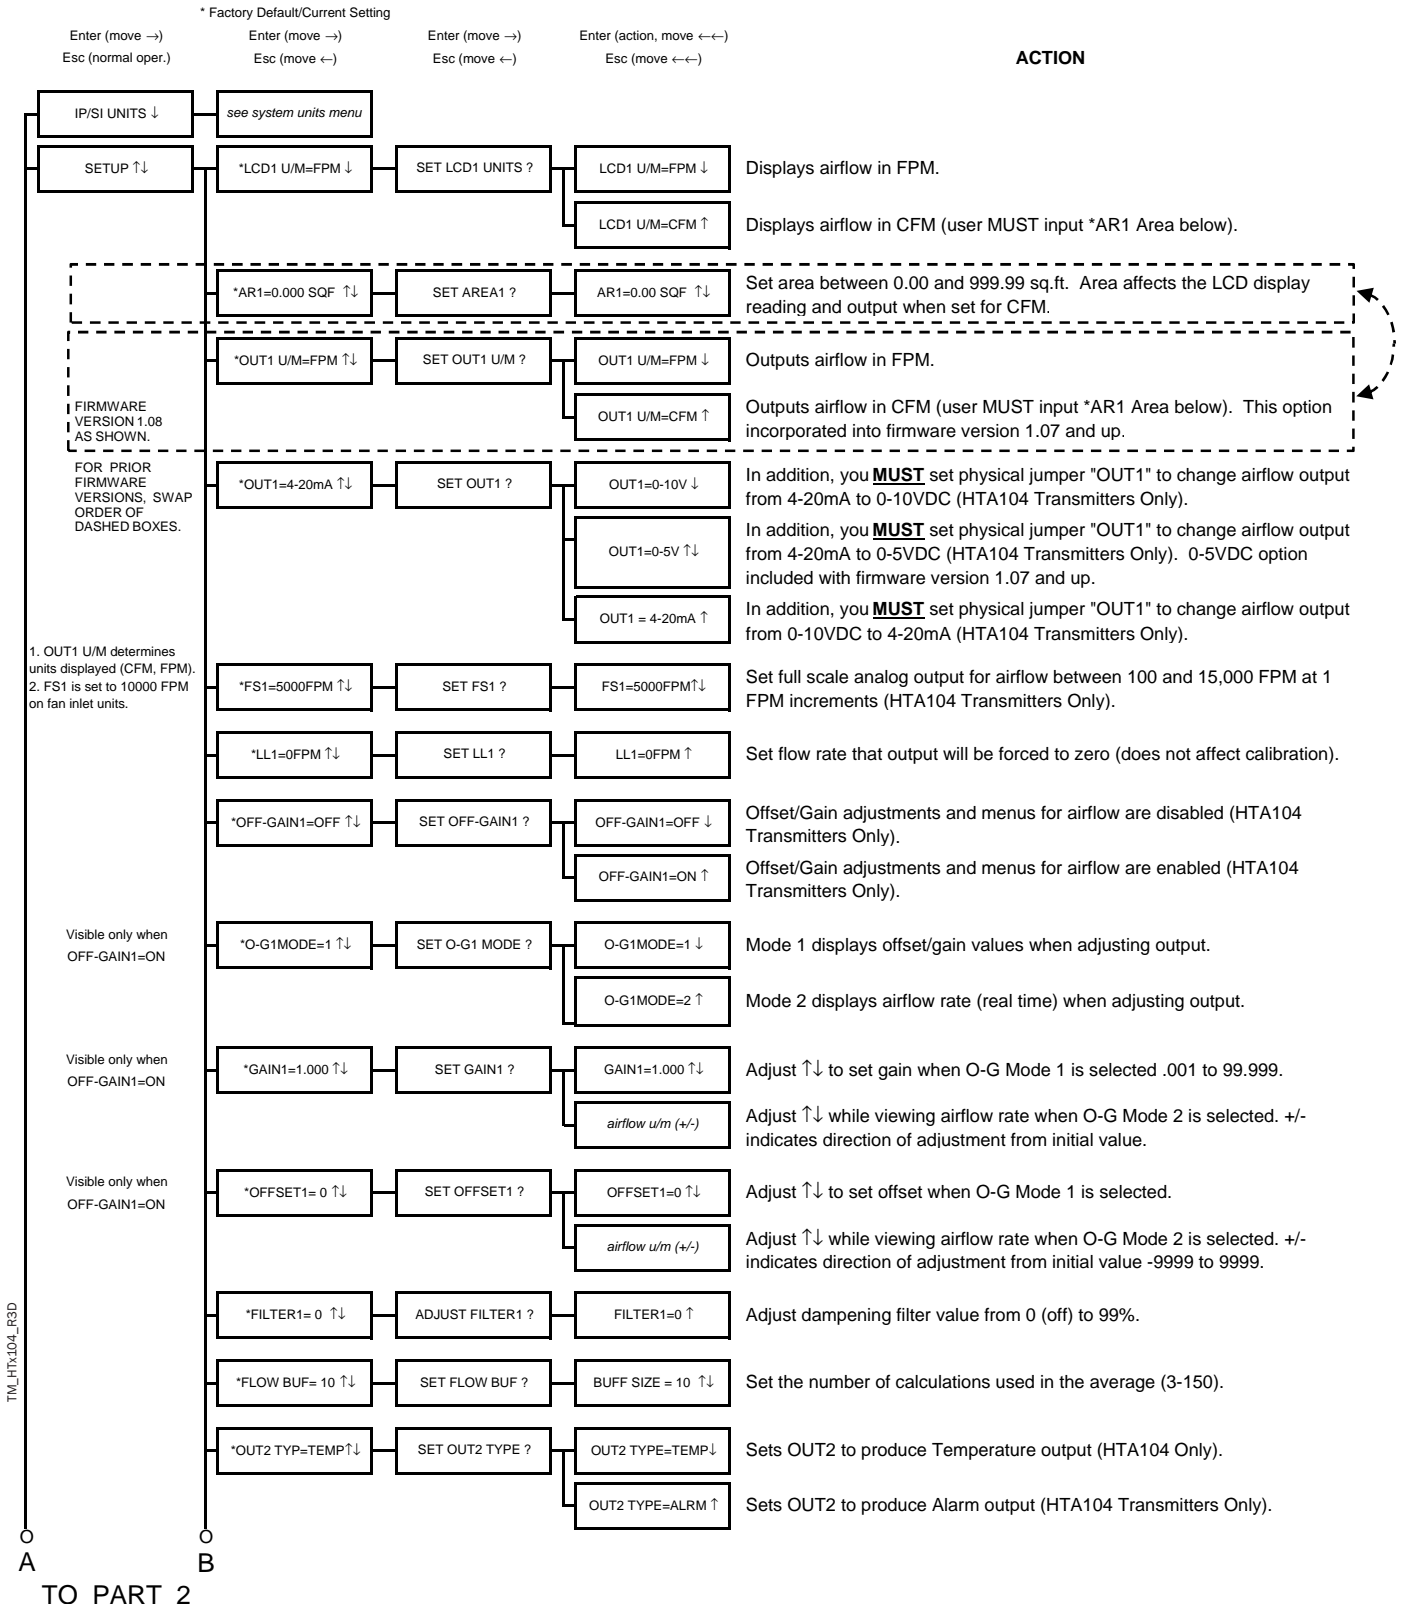 * Factory Default/Current Setting
Enter (move →) Enter (move →) Enter (move →) Enter (action, move ←←)
Esc (normal oper.) Esc (move ←) Esc (move ←) Esc (move ←←) ACTION
IP/SI UNITS ↓ see system units menu
SETUP ↑↓ *LCD1 U/M=FPM ↓ SET LCD1 UNITS ? LCD1 U/M=FPM ↓ Displays airflow in FPM.
LCD1 U/M=CFM ↑ Displays airflow in CFM (user MUST input *AR1 Area below).
*AR1=0.000 SQF ↑↓ SET AREA1 ? AR1=0.00 SQF ↑↓ Set area between 0.00 and 999.99 sq.ft. Area affects the LCD display
reading and output when set for CFM.
*OUT1 U/M=FPM ↑↓ SET OUT1 U/M ? OUT1 U/M=FPM ↓ Outputs airflow in FPM.
FIRMWARE
VERSION 1.08
AS SHOWN.
OUT1 U/M=CFM ↑ Outputs airflow in CFM (user MUST input *AR1 Area below). This option
incorporated into firmware version 1.07 and up.
FOR PRIOR
FIRMWARE
VERSIONS, SWAP
ORDER OF
DASHED BOXES.
*OUT1=4-20mA ↑↓ SET OUT1 ? OUT1=0-10V ↓ In addition, you MUST set physical jumper "OUT1" to change airflow output
from 4-20mA to 0-10VDC (HTA104 Transmitters Only).
OUT1=0-5V ↑↓ In addition, you MUST set physical jumper "OUT1" to change airflow output
from 4-20mA to 0-5VDC (HTA104 Transmitters Only). 0-5VDC option
included with firmware version 1.07 and up.
OUT1 = 4-20mA ↑ In addition, you MUST set physical jumper "OUT1" to change airflow output
from 0-10VDC to 4-20mA (HTA104 Transmitters Only).
1. OUT1 U/M determines
units displayed (CFM, FPM).
2. FS1 is set to 10000 FPM
on fan inlet units.
*FS1=5000FPM ↑↓ SET FS1 ? FS1=5000FPM↑↓ Set full scale analog output for airflow between 100 and 15,000 FPM at 1
FPM increments (HTA104 Transmitters Only).
*LL1=0FPM ↑↓ SET LL1 ? LL1=0FPM ↑ Set flow rate that output will be forced to zero (does not affect calibration).
*OFF-GAIN1=OFF ↑↓ SET OFF-GAIN1 ? OFF-GAIN1=OFF ↓ Offset/Gain adjustments and menus for airflow are disabled (HTA104
Transmitters Only).
OFF-GAIN1=ON ↑ Offset/Gain adjustments and menus for airflow are enabled (HTA104
Transmitters Only).
Visible only when
OFF-GAIN1=ON
*O-G1MODE=1 ↑↓ SET O-G1 MODE ? O-G1MODE=1 ↓ Mode 1 displays offset/gain values when adjusting output.
O-G1MODE=2 ↑ Mode 2 displays airflow rate (real time) when adjusting output.
Visible only when
OFF-GAIN1=ON
*GAIN1=1.000 ↑↓ SET GAIN1 ? GAIN1=1.000 ↑↓ Adjust ↑↓ to set gain when O-G Mode 1 is selected .001 to 99.999.
airflow u/m (+/-) Adjust ↑↓ while viewing airflow rate when O-G Mode 2 is selected. +/-
indicates direction of adjustment from initial value.
Visible only when
OFF-GAIN1=ON
*OFFSET1= 0 ↑↓ SET OFFSET1 ? OFFSET1=0 ↑↓ Adjust ↑↓ to set offset when O-G Mode 1 is selected.
airflow u/m (+/-) Adjust ↑↓ while viewing airflow rate when O-G Mode 2 is selected. +/-
indicates direction of adjustment from initial value -9999 to 9999.
*FILTER1= 0 ↑↓ ADJUST FILTER1 ? FILTER1=0 ↑ Adjust dampening filter value from 0 (off) to 99%.
TM_HTx104_R3D
*FLOW BUF= 10 ↑↓ SET FLOW BUF ? BUFF SIZE = 10 ↑↓ Set the number of calculations used in the average (3-150).
*OUT2 TYP=TEMP↑↓ SET OUT2 TYPE ? OUT2 TYPE=TEMP↓ Sets OUT2 to produce Temperature output (HTA104 Only).
OUT2 TYPE=ALRM ↑ Sets OUT2 to produce Alarm output (HTA104 Transmitters Only).
O O
A B
TO PART 2